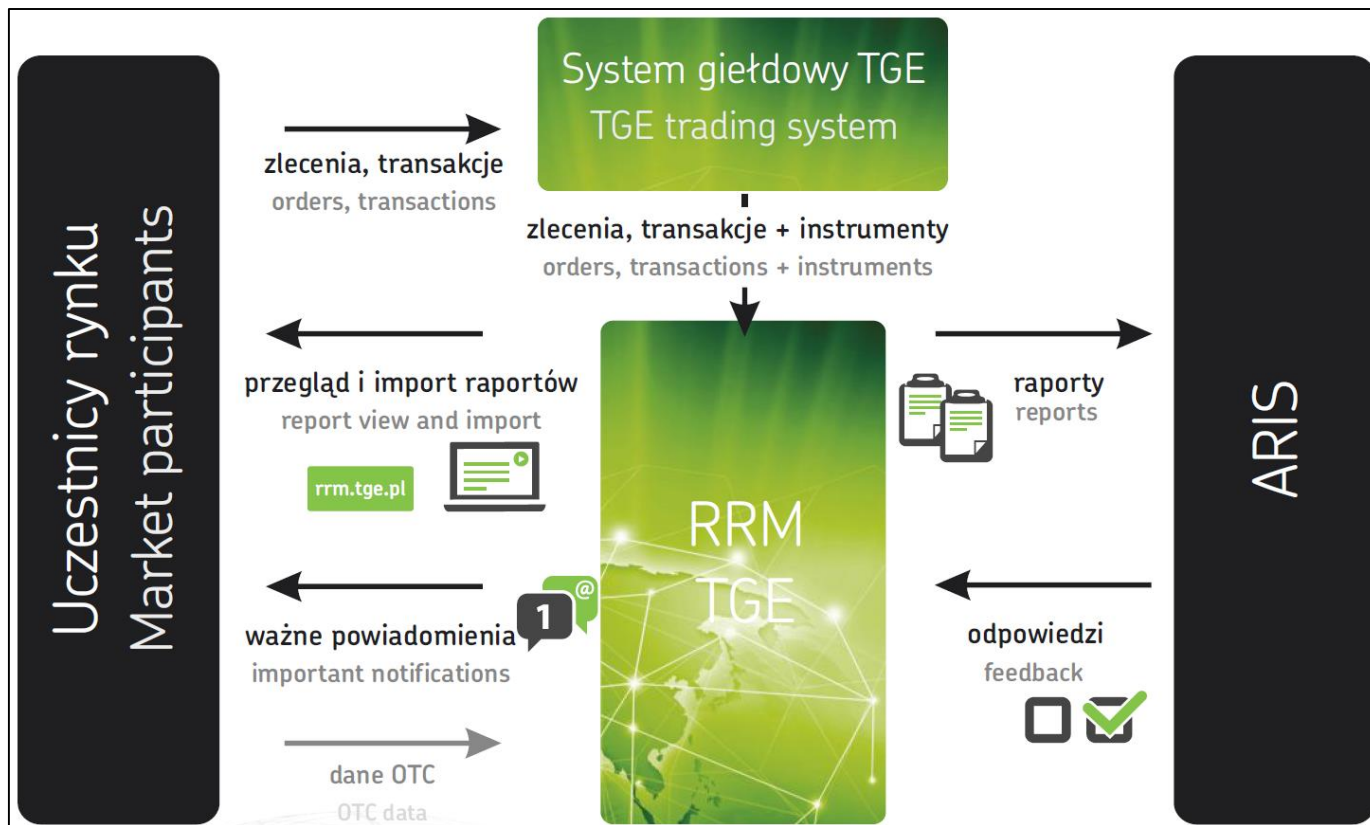 Uczestnicy rynku
Market participants
System giełdowy TGE
TGE trading system
zlecenia, transakcje
orders, transactions
zlecenia, transakcje + instrumenty
orders, transactions + instruments
przegląd i import raportów
report view and import
rrm.tge.pl
raporty
reports
RRM
TGE
@
1
ważne powiadomienia
important notifications
odpowiedzi
feedback
dane OTC
OTC data
ARIS